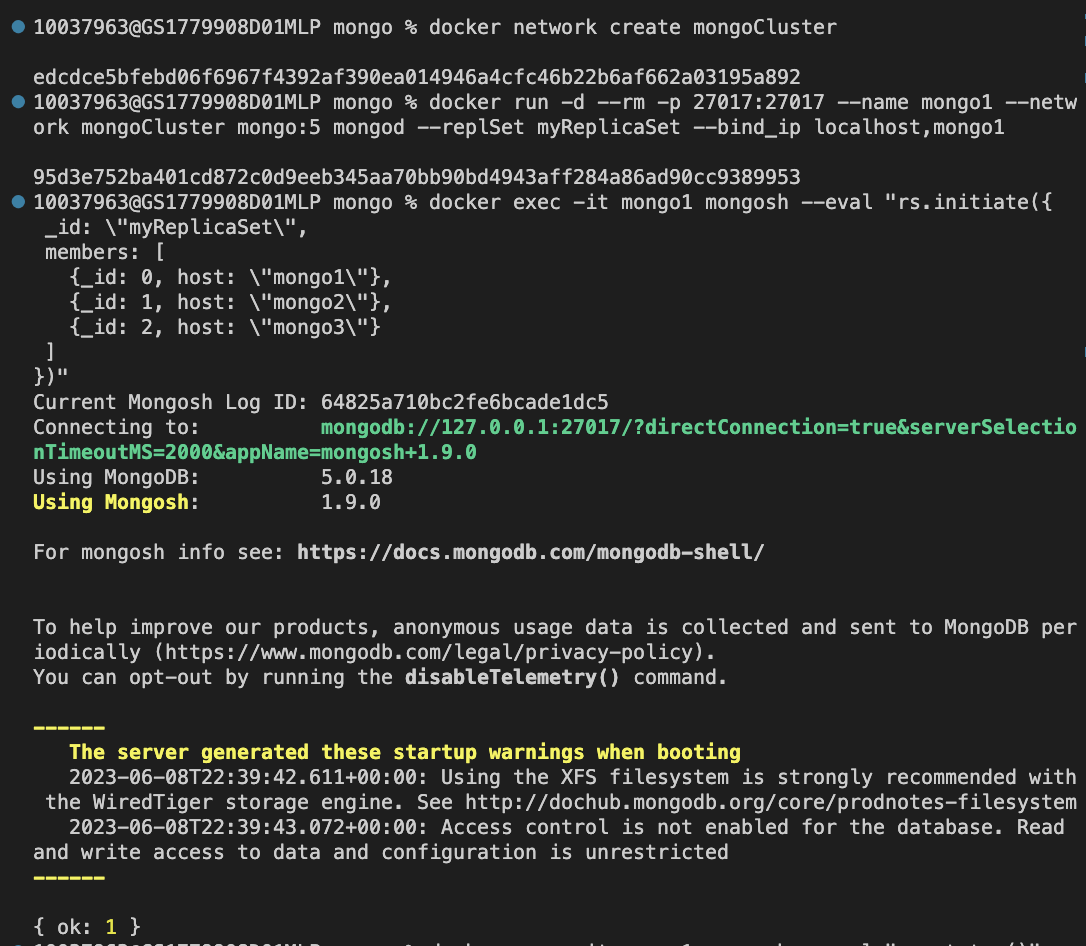 10037963@GS1779908D01MLP mongo % docker network create mongoCluster
edcdce5bfebd06f6967f4392af390ea014946a4cfc46b22b6af662a03195a892
10037963@GS1779908D01MLP mongo % docker run -d --rm -p 27017:27017 --name mongo1 --netw
ork mongoCluster mongo:5 mongod --replSet myReplicaSet --bind_ip localhost,mongo1
95d3e752ba401cd872c0d9eeb345aa70bb90bd4943aff284a86ad90cc9389953
10037963@GS1779908D01MLP mongo % docker exec -it mongo1 mongosh --eval "rs.initiate({
_id: \"myReplicaSet\",
members: [
{_id: 0, host: \"mongo1\"},
{_id: 1, host: \"mongo2\"},
{_id: 2, host: \"mongo3\"}
]
})"
Current Mongosh Log ID: 64825a710bc2fe6bcade1dc5
Connecting to: mongodb://127.0.0.1:27017/?directConnection=true&serverSelectio
nTimeoutMS=2000&appName=mongosh+1.9.0
Using MongoDB: 5.0.18
Using Mongosh: 1.9.0
For mongosh info see: https://docs.mongodb.com/mongodb-shell/
To help improve our products, anonymous usage data is collected and sent to MongoDB per
iodically (https://www.mongodb.com/legal/privacy-policy).
You can opt-out by running the disableTelemetry() command.
------
The server generated these startup warnings when booting
2023-06-08T22:39:42.611+00:00: Using the XFS filesystem is strongly recommended with
the WiredTiger storage engine. See http://dochub.mongodb.org/core/prodnotes-filesystem
2023-06-08T22:39:43.072+00:00: Access control is not enabled for the database. Read
and write access to data and configuration is unrestricted
------
{ ok: 1 }